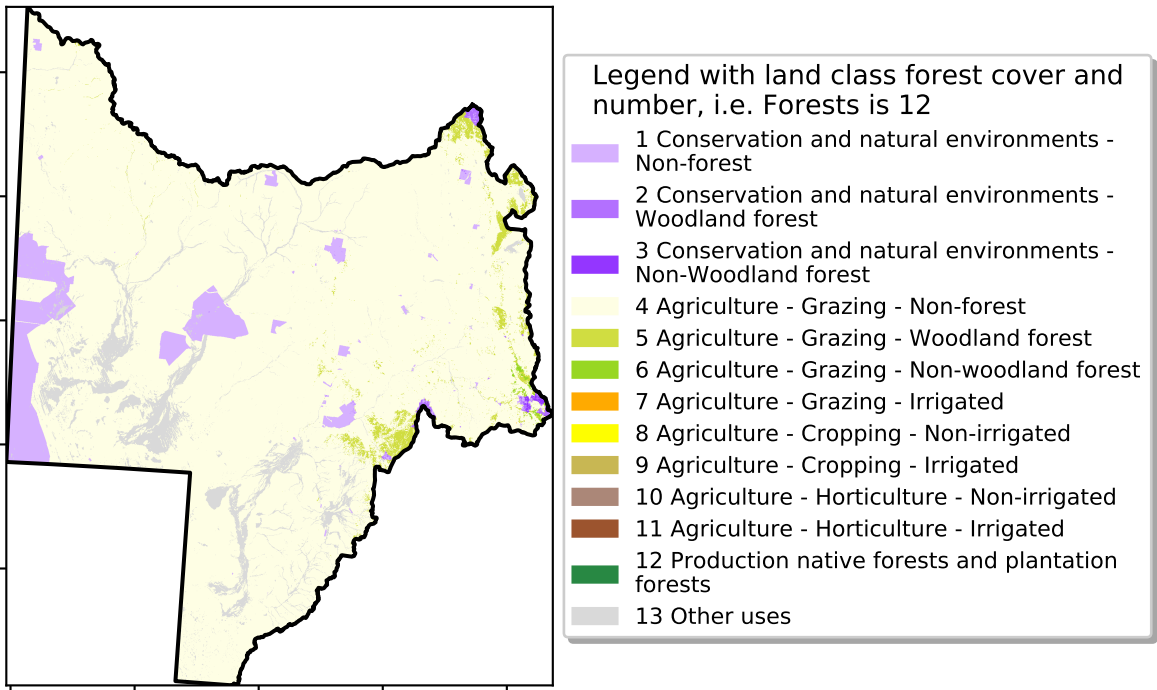 Legend with land class forest cover and
number, i.e. Forests is 12
1 Conservation and natural environments -
Non-forest
2 Conservation and natural environments -
Woodland forest
3 Conservation and natural environments -
Non-Woodland forest
4 Agriculture - Grazing - Non-forest
5 Agriculture - Grazing - Woodland forest
6 Agriculture - Grazing - Non-woodland forest
7 Agriculture - Grazing - Irrigated
8 Agriculture - Cropping - Non-irrigated
9 Agriculture - Cropping - Irrigated
10 Agriculture - Horticulture - Non-irrigated
11 Agriculture - Horticulture - Irrigated
12 Production native forests and plantation
forests
13 Other uses